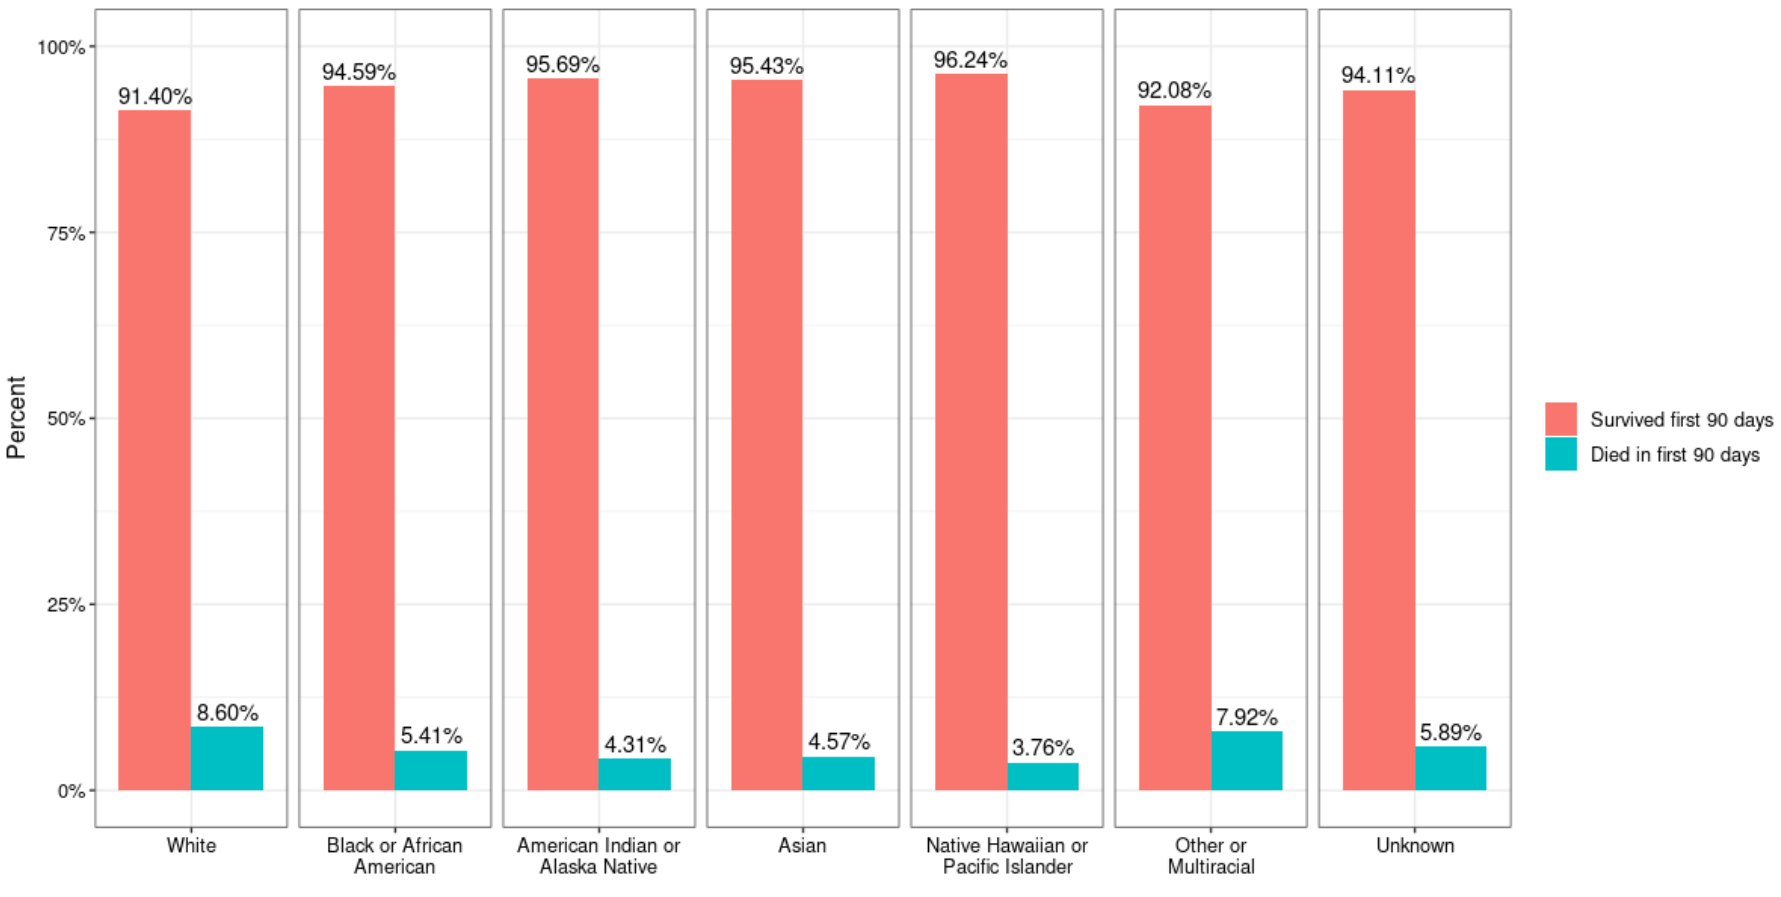 Percent
100%
75%
50%
25%
0%
91.40%
8.60%
94.59%
5.41%
95.69%
4.31%
95.43%
4.57%
96.24%
3.76%
92.08%
7.92%
94.11%
5.89%
White
Black or African
American
American Indian or
Alaska Native
Asian
Native Hawaiian or
Pacific Islander
Other or
Multiracial
Unknown
Survived first 90 days
Died in first 90 days